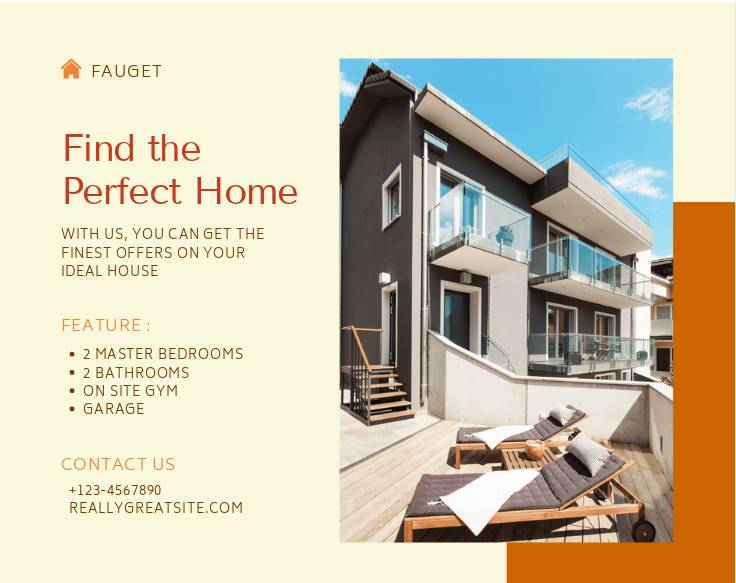 FAUGET
Find the
Perfect Home
WITH US, YOU CAN GET THE
FINEST OFFERS ON YOUR
IDEAL HOUSE
FEATURE :
• 2 MASTER BEDROOMS
• 2 BATHROOMS
• ON SITE GYM
• GARAGE
CONTACT US
+123-4567890
REALLYGREATSITE.COM